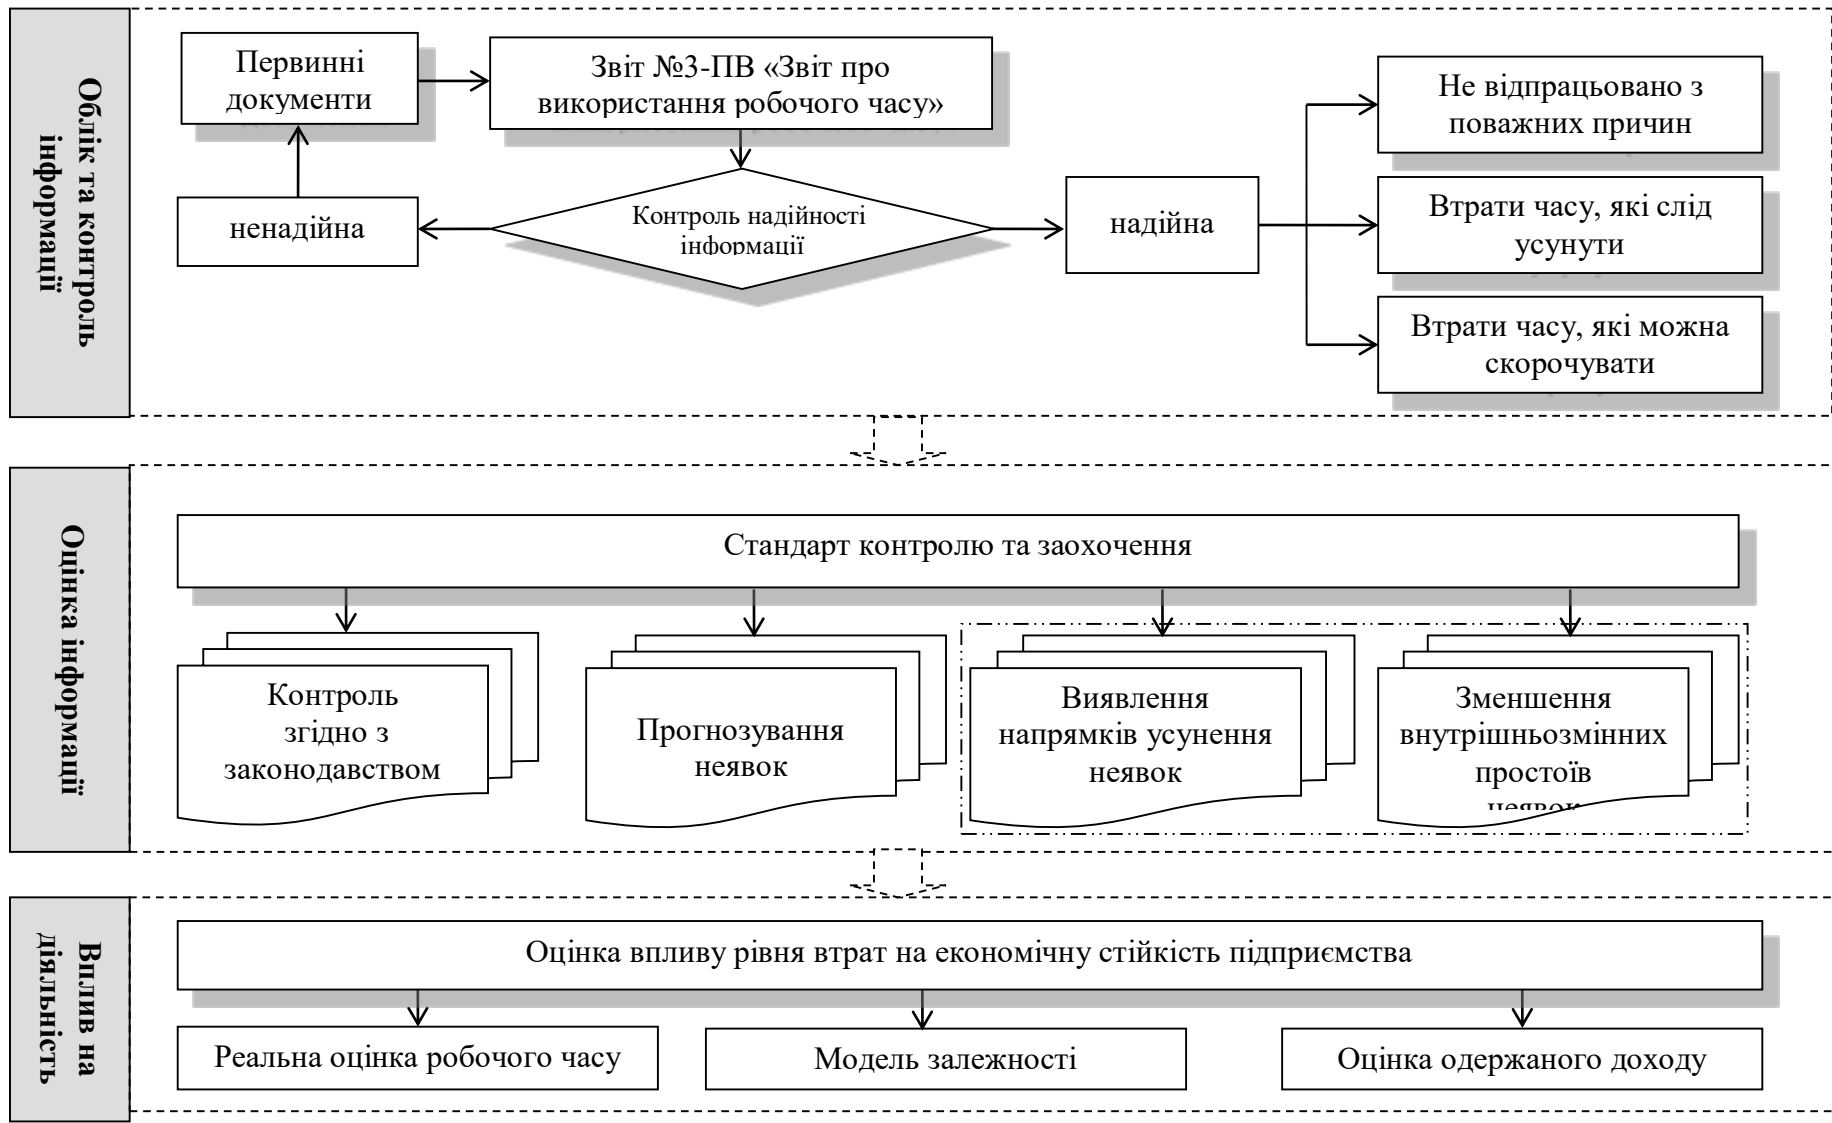 Облік та контроль
інформації
Первинні
документи
Звіт №3-ПВ «Звіт про
використання робочого часу»
Контроль надійності
інформації
ненадійна
надійна
Не відпрацьовано з
поважних причин
Втрати часу, які слід
усунути
Втрати часу, які можна
скорочувати
Оцінка інформації
Стандарт контролю та заохочення
Контроль
згідно з
законодавством
Прогнозування
неявок
Виявлення
напрямків усунення
неявок
Зменшення
внутрішньозмінних
простоїв
неявок
Вплив на
діяльність
Оцінка впливу рівня втрат на економічну стійкість підприємства
Реальна оцінка робочого часу
Модель залежності
Оцінка одержаного доходу